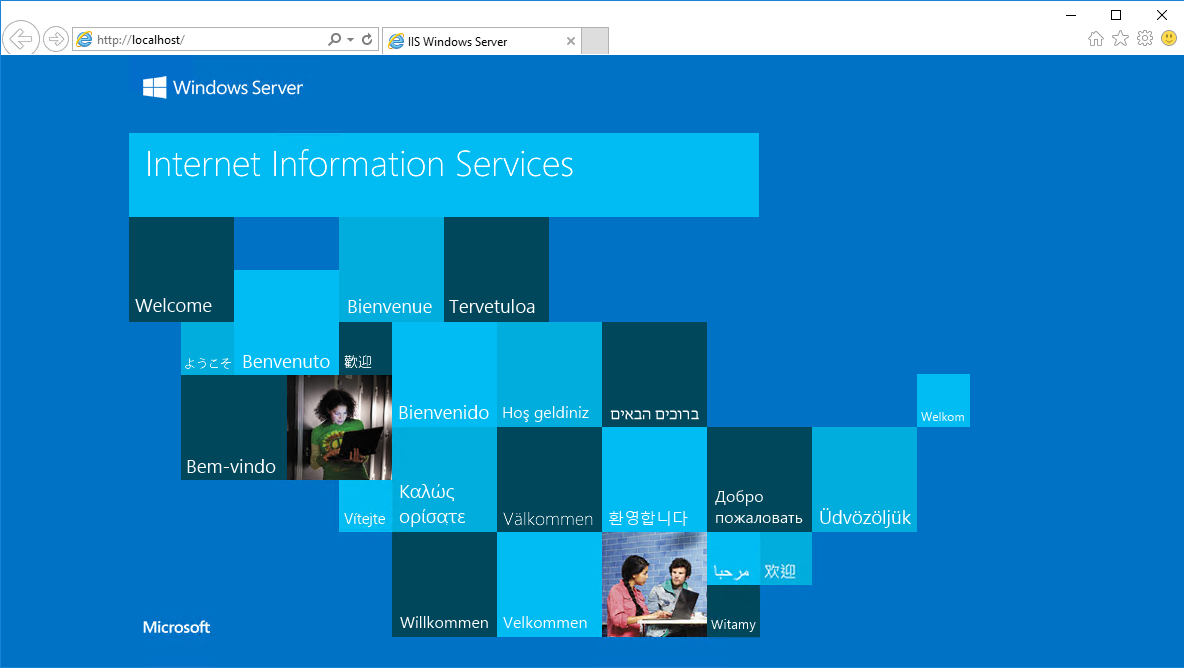 http://localhost/
IIS Windows Server
Windows Server
Internet Information Services
Welcome
Bienvenue
Tervetuloa
ようこそ
Benvenuto
歡迎
Bienvenido
Hoş geldiniz
ברוכים הבאים
Welkom
Bem-vindo
Vítejte
Καλώς
ορίσατε
Välkommen
환영합니다
Добро
пожаловать
Üdvözöljük
Willkommen
Velkommen
مرحبا
欢迎
Witamy
Microsoft